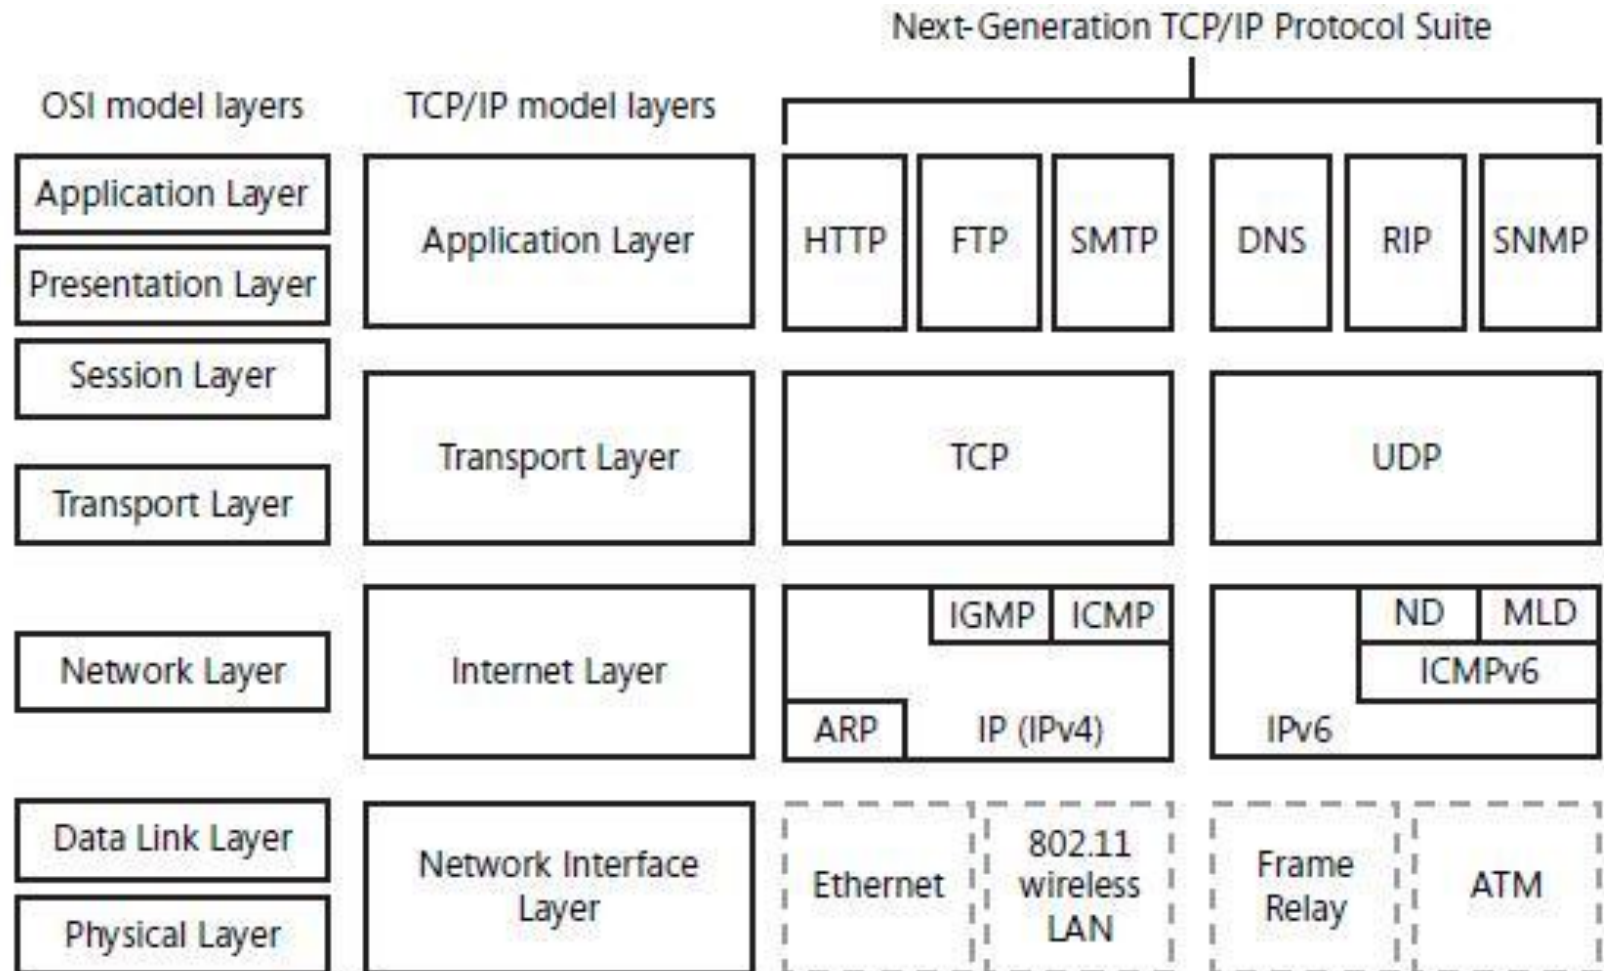 Next-Generation TCP/IP Protocol Suite
OSI model layers
TCP/IP model layers
Application Layer
Presentation Layer
Session Layer
Transport Layer
Network Layer
Data Link Layer
Physical Layer
Application Layer
Transport Layer
Internet Layer
Network Interface
Layer
HTTP
FTP
SMTP
DNS
RIP
SNMP
TCP
UDP
IGMP
ICMP
ARP
IP (IPv4)
ND
MLD
ICMPv6
IPv6
Ethernet
802.11
wireless
LAN
Frame
Relay
ATM